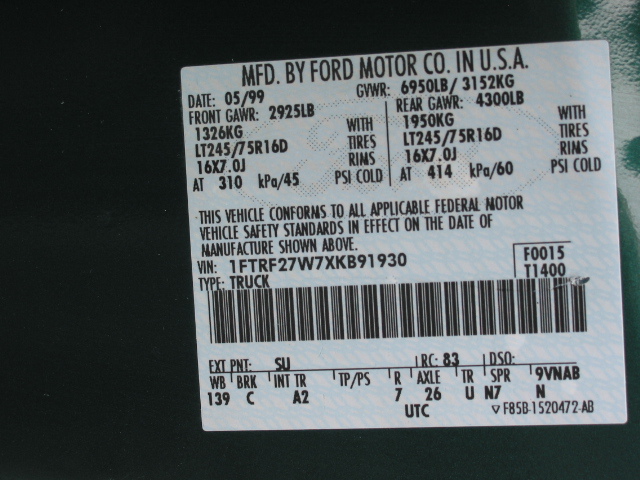 MFD. BY FORD MOTOR CO. IN U.S.A.
DATE: 05/99 GVWR: 6950LB/ 3152KG
FRONT GAWR: 2925LB REAR GAWR: 4300LB
1326KG WITH 1950KG WITH
LT245/75R16D TIRES LT245/75R16D TIRES
16X7.0J RIMS 16X7.0J RIMS
AT 310 kPa/45 PSI COLD AT 414 kPa/60 PSI COLD
THIS VEHICLE CONFORMS TO ALL APPLICABLE FEDERAL MOTOR
VEHICLE SAFETY STANDARDS IN EFFECT ON THE DATE OF
MANUFACTURE SHOWN ABOVE.
VIN: 1FTRF27W7XKB91930 F0015
TYPE: TRUCK T1400
EXT PNT: SU RC: 83 DSO:
WB BRK INT TR TP/PS R AXLE TR SPR 9VNAB
139 C A2 7 26 U N7 N
UTC ▽ F85B-1520472-AB